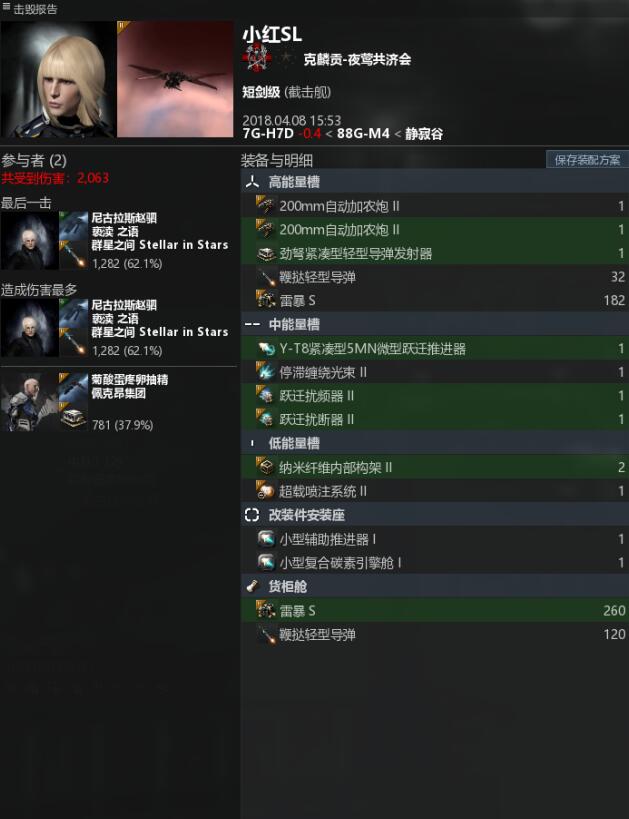 击毁报告
小红SL
克麟贡-夜莺共济会
短剑级 (截击舰)
2018.04.08 15:53
7G-H7D -0.4 < 88G-M4 < 静寂谷
参与者 (2)
共受到伤害: 2,063
最后一击
尼古拉斯赵骃
亵渎 之语
群星之间 Stellar in Stars
1,282 (62.1%)
造成伤害最多
尼古拉斯赵骃
亵渎 之语
群星之间 Stellar in Stars
1,282 (62.1%)
葡酸蛋疼卵抽精
佩克昂集团
781 (37.9%)
装备与明细
保存装配方案
高能量槽
200mm自动加农炮 II 1
200mm自动加农炮 II 1
劲弩紧凑型轻型导弹发射器 1
鞭挞轻型导弹 32
雷暴 S 182
中能量槽
Y-T8紧凑型5MN微型跃迁推进器 1
停滞缠绕光束 II 1
跃迁扰频器 II 1
跃迁扰断器 II 1
低能量槽
纳米纤维内部构架 II 2
超载喷注系统 II 1
改装件安装座
小型辅助推进器 I 1
小型复合碳素引擎舱 I 1
货柜舱
雷暴 S 260
鞭挞轻型导弹 120